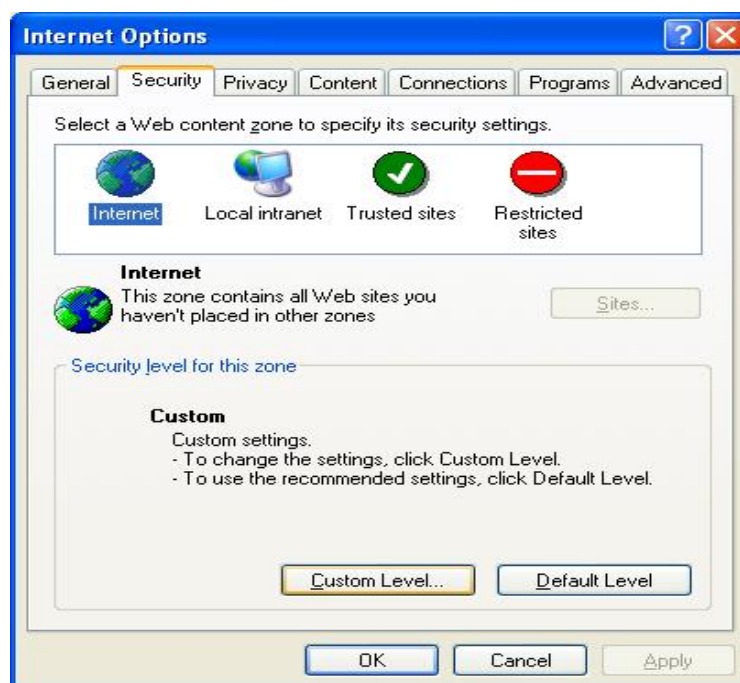 Internet Options
General Security Privacy Content Connections Programs Advanced
Select a Web content zone to specify its security settings.
Internet Local intranet Trusted sites Restricted
sites
Internet
This zone contains all Web sites you
haven't placed in other zones
Sites...
Security level for this zone
Custom
Custom settings.
- To change the settings, click Custom Level.
- To use the recommended settings, click Default Level.
Custom Level... Default Level
OK Cancel Apply